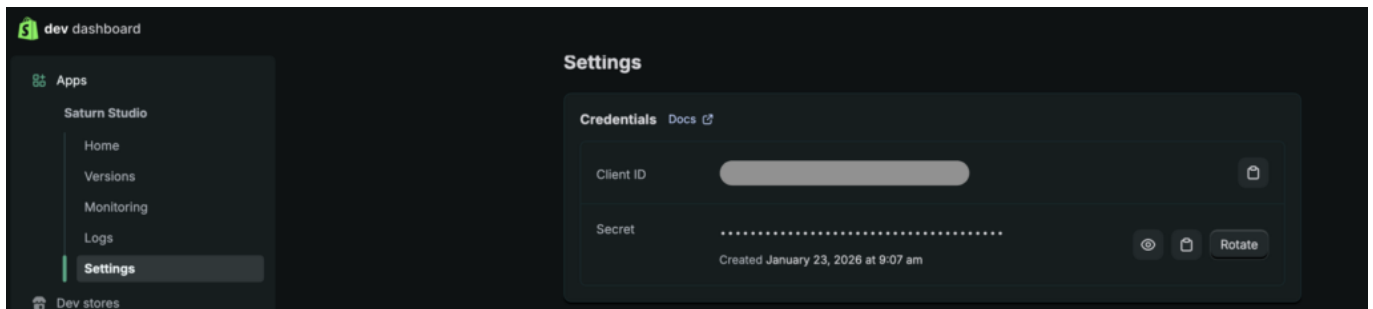 dev dashboard
Apps
Saturn Studio
Home
Versions
Monitoring
Logs
Settings
Dev stores
Settings
Credentials Docs
Client ID
Secret
Created January 23, 2026 at 9:07 am
Rotate